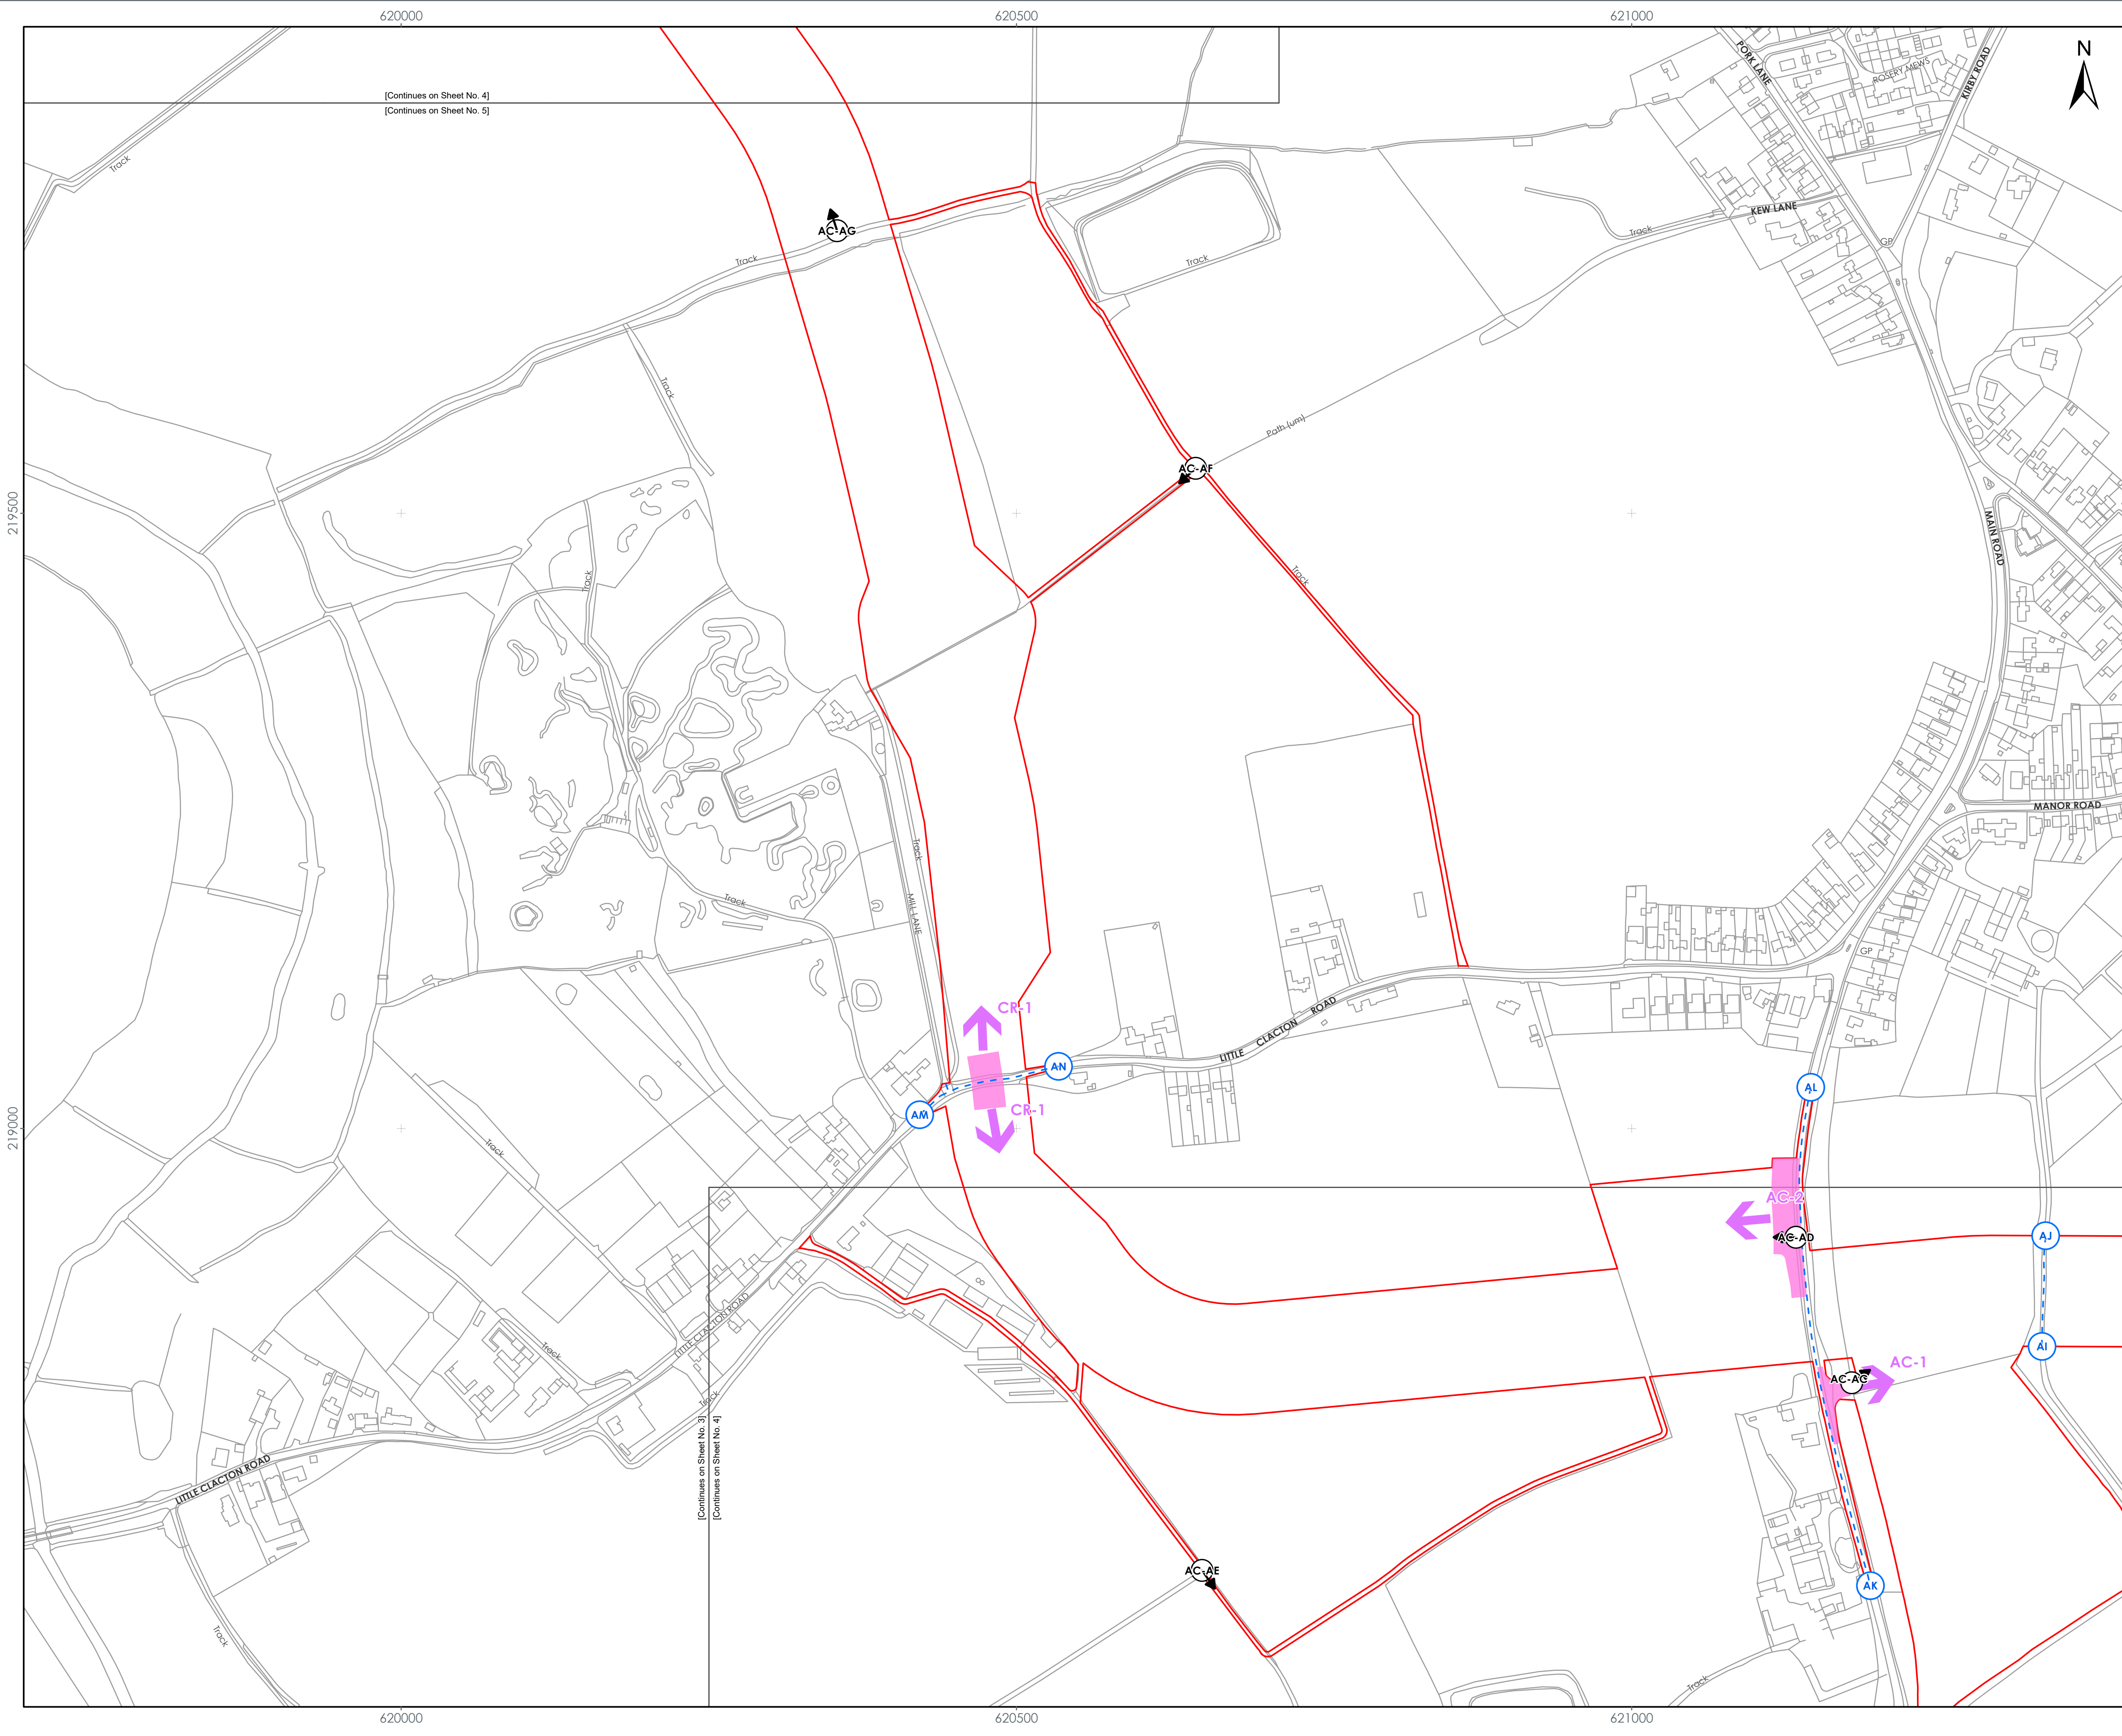 620000
620500
621000
N
PORK LANE
ROSERY MEWS
KIRBY ROAD
[Continues on Sheet No. 4]
[Continues on Sheet No. 5]
Track
KEW LANE
Track
AC-AG
GP
Track
Track
Track
Path (um)
AC-AF
219500
MAIN ROAD
Track
Track
MANOR ROAD
Track
MILL LANE
Track
GP
CR-1
LITTLE CLACTON ROAD
AN
AL
CR-1
AM
219000
Track
AC-2
AC-AD
AJ
LITTLE CLACTON ROAD
Track
AI
AC-1
AC-AC
Track
[Continues on Sheet No. 3]
[Continues on Sheet No. 4]
LITTLE CLACTON ROAD
AC-AE
AK
Track
Track
620000
620500
621000